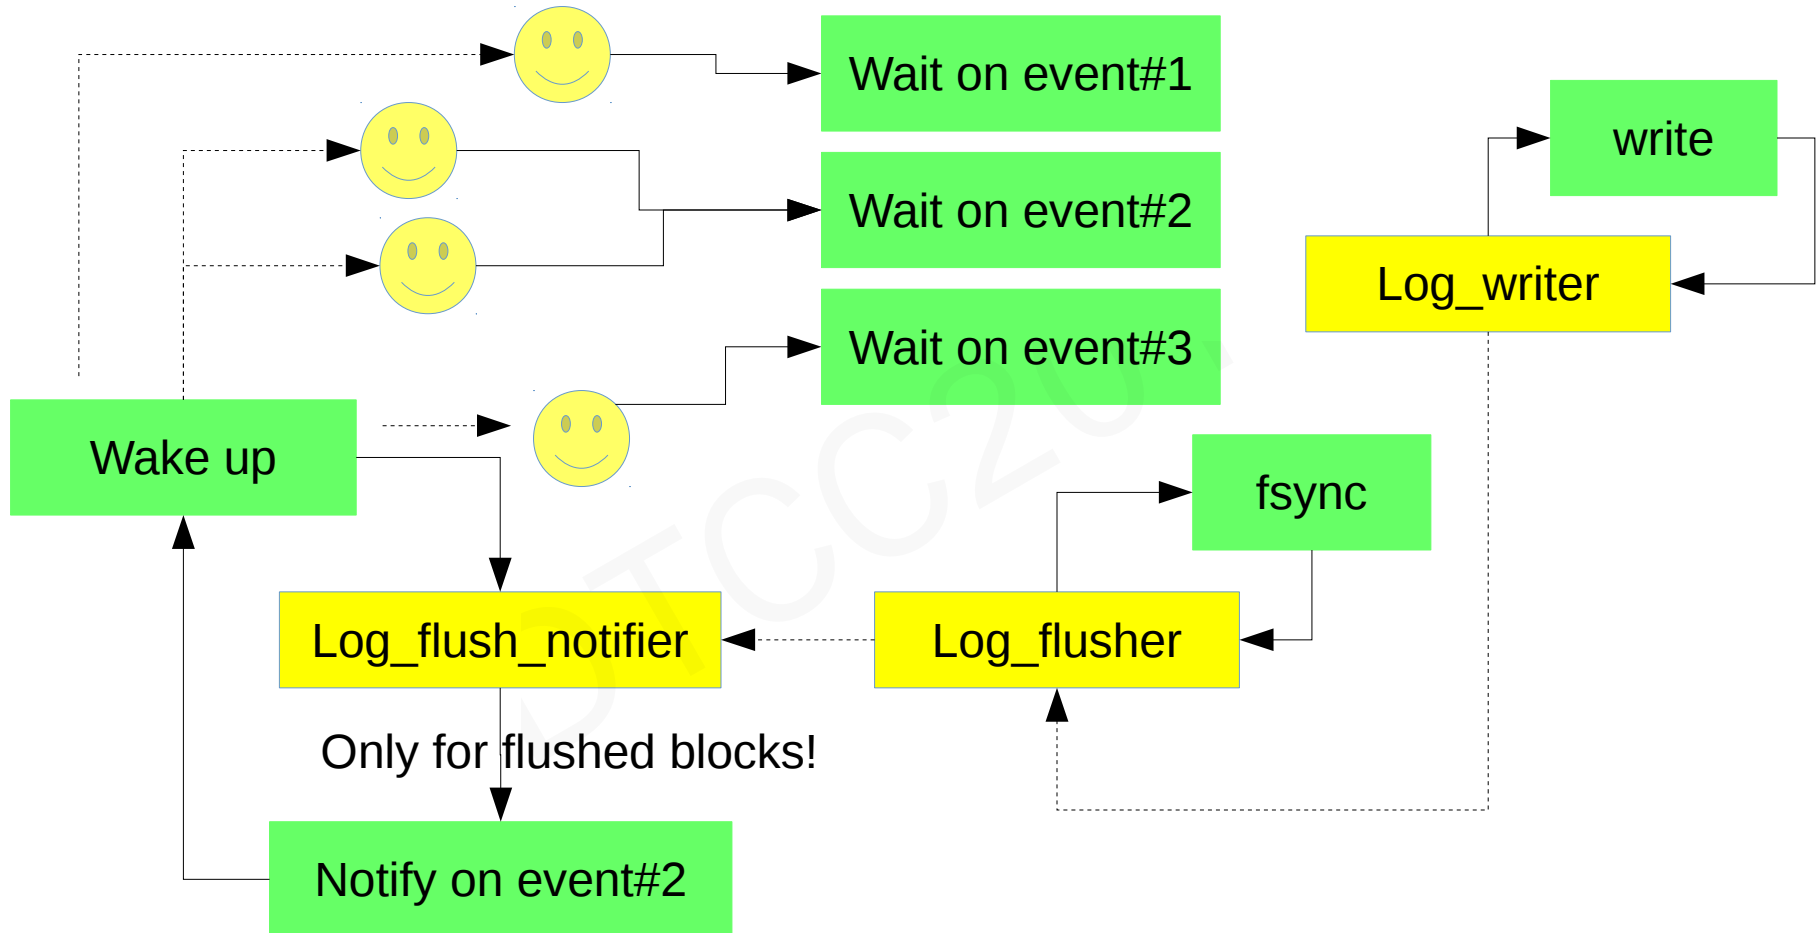 Wait on event#1
write
Wait on event#2
Log_writer
Wait on event#3
Wake up
fsync
Log_flush_notifier
Log_flusher
Only for flushed blocks!
Notify on event#2